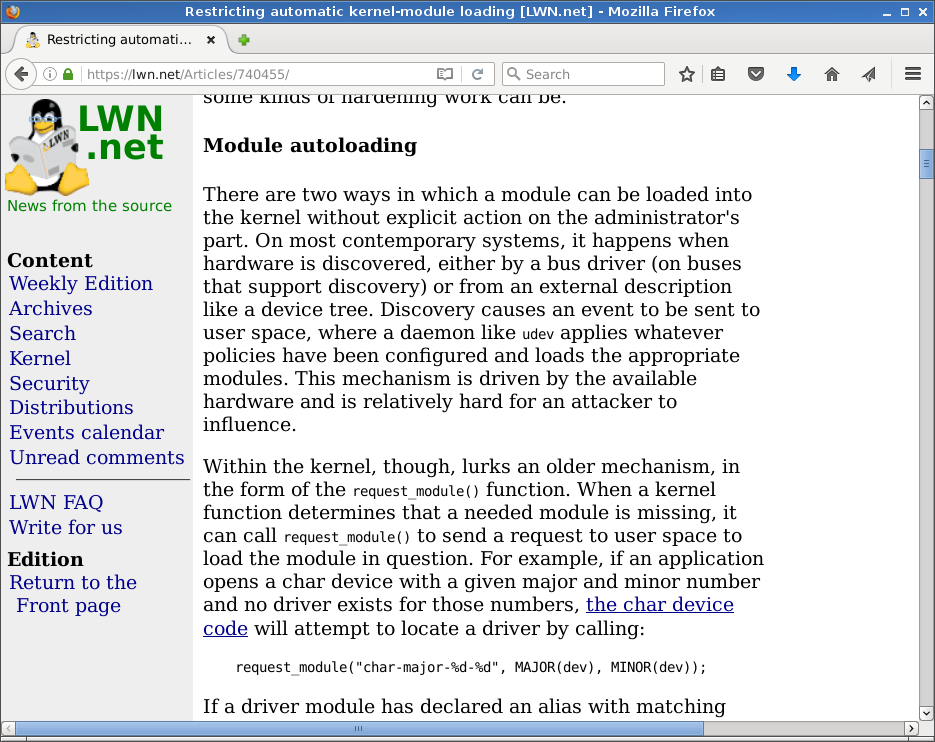 Restricting automatic kernel-module loading [LWN.net] - Mozilla Firefox
Restricting automati...
https://lwn.net/Articles/740455/
Search
LWN
.net
News from the source
Content
Weekly Edition
Archives
Search
Kernel
Security
Distributions
Events calendar
Unread comments
LWN FAQ
Write for us
Edition
Return to the
Front page
some kinds of hardening work can be.
Module autoloading
There are two ways in which a module can be loaded into
the kernel without explicit action on the administrator's
part. On most contemporary systems, it happens when
hardware is discovered, either by a bus driver (on buses
that support discovery) or from an external description
like a device tree. Discovery causes an event to be sent to
user space, where a daemon like udev applies whatever
policies have been configured and loads the appropriate
modules. This mechanism is driven by the available
hardware and is relatively hard for an attacker to
influence.
Within the kernel, though, lurks an older mechanism, in
the form of the request_module() function. When a kernel
function determines that a needed module is missing, it
can call request_module() to send a request to user space to
load the module in question. For example, if an application
opens a char device with a given major and minor number
and no driver exists for those numbers, the char device
code will attempt to locate a driver by calling:
request_module("char-major-%d-%d", MAJOR(dev), MINOR(dev));
If a driver module has declared an alias with matching